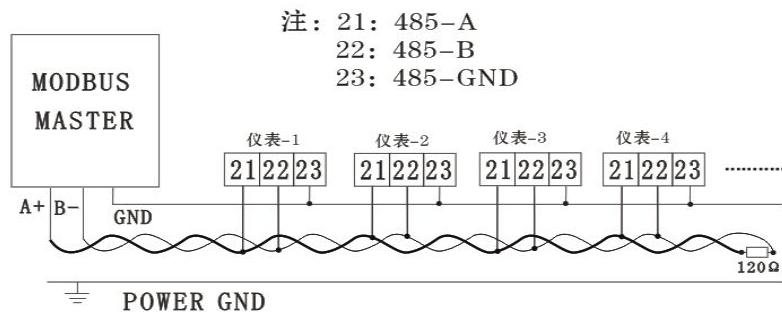 注: 21: 485-A
22: 485-B
23: 485-GND
MODBUS
MASTER
仪表-1
仪表-2
仪表-3
仪表-4
21 22 23
21 22 23
21 22 23
21 22 23
A+ B-
GND
120Ω
POWER GND